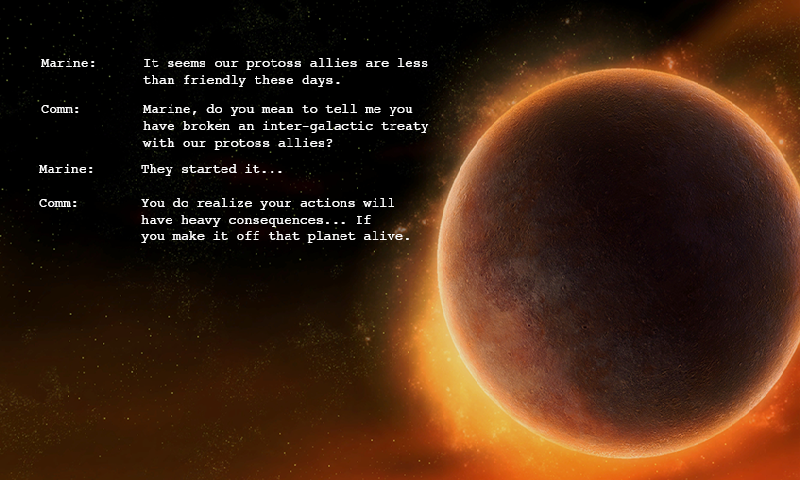 Marine: It seems our protoss allies are less
than friendly these days.
Comm: Marine, do you mean to tell me you
have broken an inter-galactic treaty
with our protoss allies?
Marine: They started it...
Comm: You do realize your actions will
have heavy consequences... If
you make it off that planet alive.